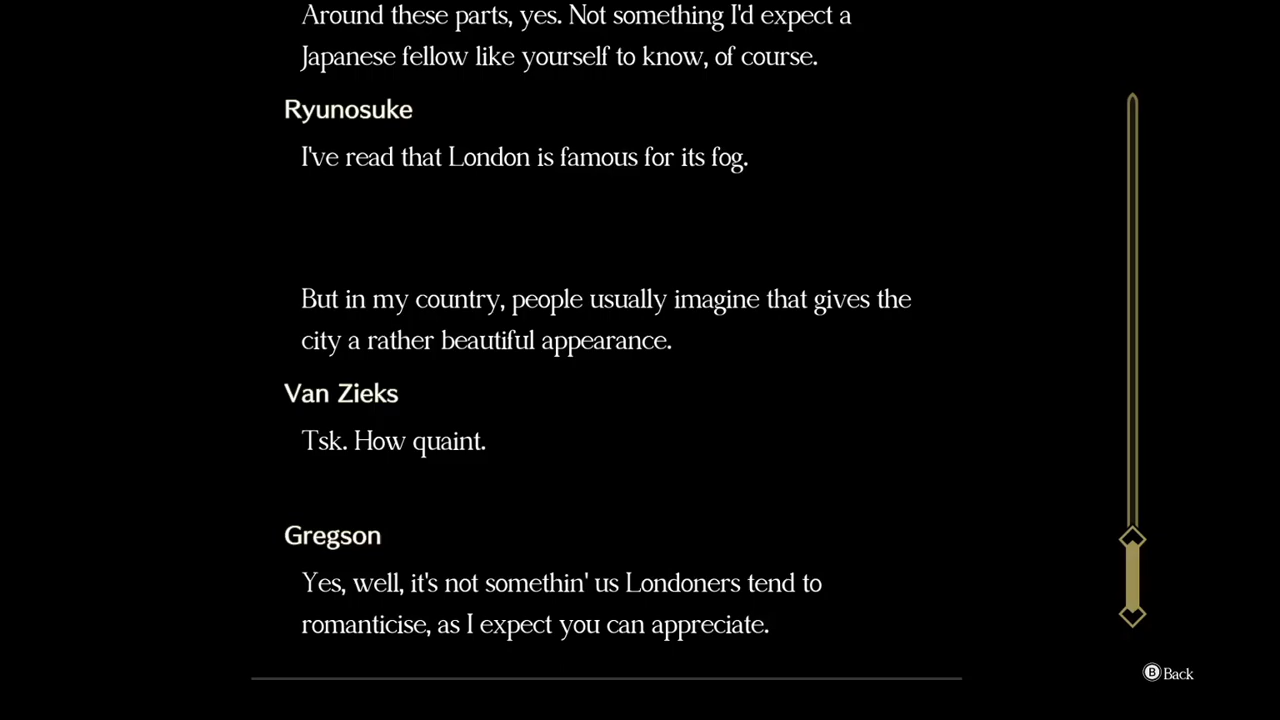 Around these parts, yes. Not something I'd expect a
Japanese fellow like yourself to know, of course.
Ryunosuke
I've read that London is famous for its fog.
But in my country, people usually imagine that gives the
city a rather beautiful appearance.
Van Zieks
Tsk. How quaint.
Gregson
Yes, well, it's not somethin' us Londoners tend to
romanticise, as I expect you can appreciate.
B Back